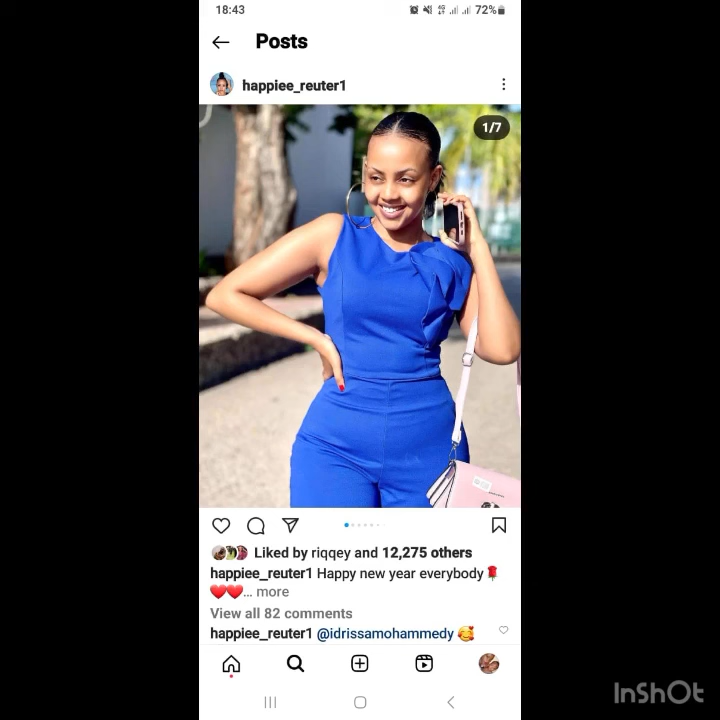 18:43
72%
Posts
happiee_reuter1
1/7
Liked by riqqey and 12,275 others
happiee_reuter1 Happy new year everybody🌹
❤️❤️... more
View all 82 comments
happiee_reuter1 @idrissamohammedy 🥰
InShOt